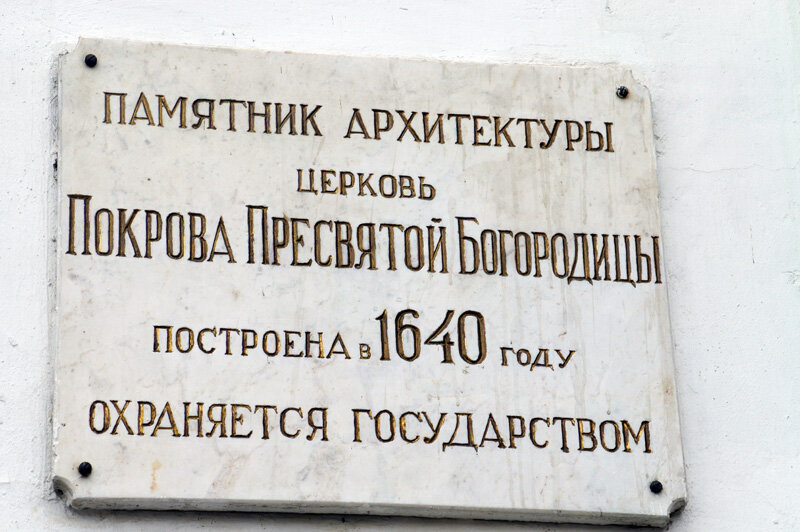 ПАМЯТНИК АРХИТЕКТУРЫ
ЦЕРКОВЬ
ПОКРОВА ПРЕСВЯТОЙ БОГОРОДИЦЫ
ПОСТРОЕНА В 1640 ГОДУ
ОХРАНЯЕТСЯ ГОСУДАРСТВОМ